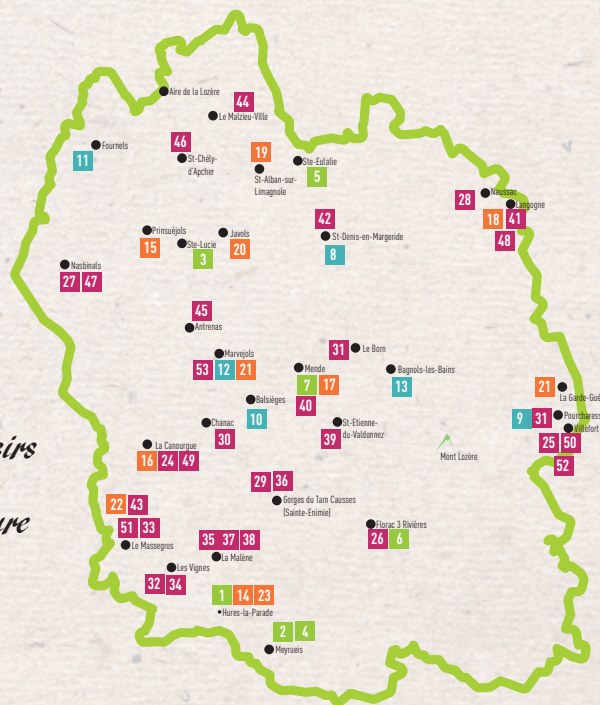 Aire de la Lozère
44
Le Malzieu-Ville
46
St-Chély-
d'Apcher
Fournels
11
19
St-Alban-sur-
Limagnole
Ste-Eulalie
5
28
Naussac
Langogne
18 41
48
42
St-Denis-en-Margeride
8
Prinsuéjols
15
Ste-Lucie
3
Javols
20
Nasbinals
27 47
45
Antrenas
Marvejols
53 12 21
31
Le Born
Mende
7 17
40
Bagnols-les-Bains
13
Balsièges
10
21
La Garde-Gué
9 31
Pourcharess
Villefort
25 50
52
Chanac
30
St-Etienne-
du-Valdonnez
39
Mont Lozère
irs
La Canourgue
16 24 49
29 36
Gorges du Tarn Causses
(Sainte-Enimie)
22 43
51 33
Le Massegros
ure
35 37 38
La Malène
Florac 3 Rivières
26 6
Les Vignes
32 34
1 14 23
Hures-la-Parade
2 4
Meyrueis